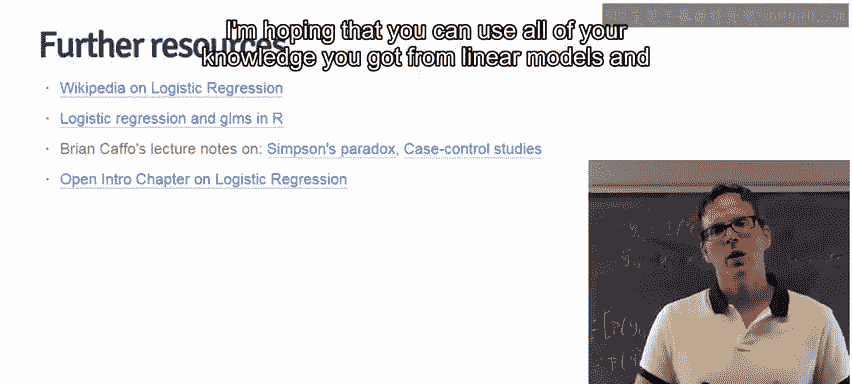 I'm hoping that you can use all of your
knowledge you got from linear models and
Further resources
· Wikipedia on Logistic Regression
· Logistic regression and glms in R
· Brian Caffo's lecture notes on: Simpson's paradox, Case-control studies
· Open Intro Chapter on Logistic Regression